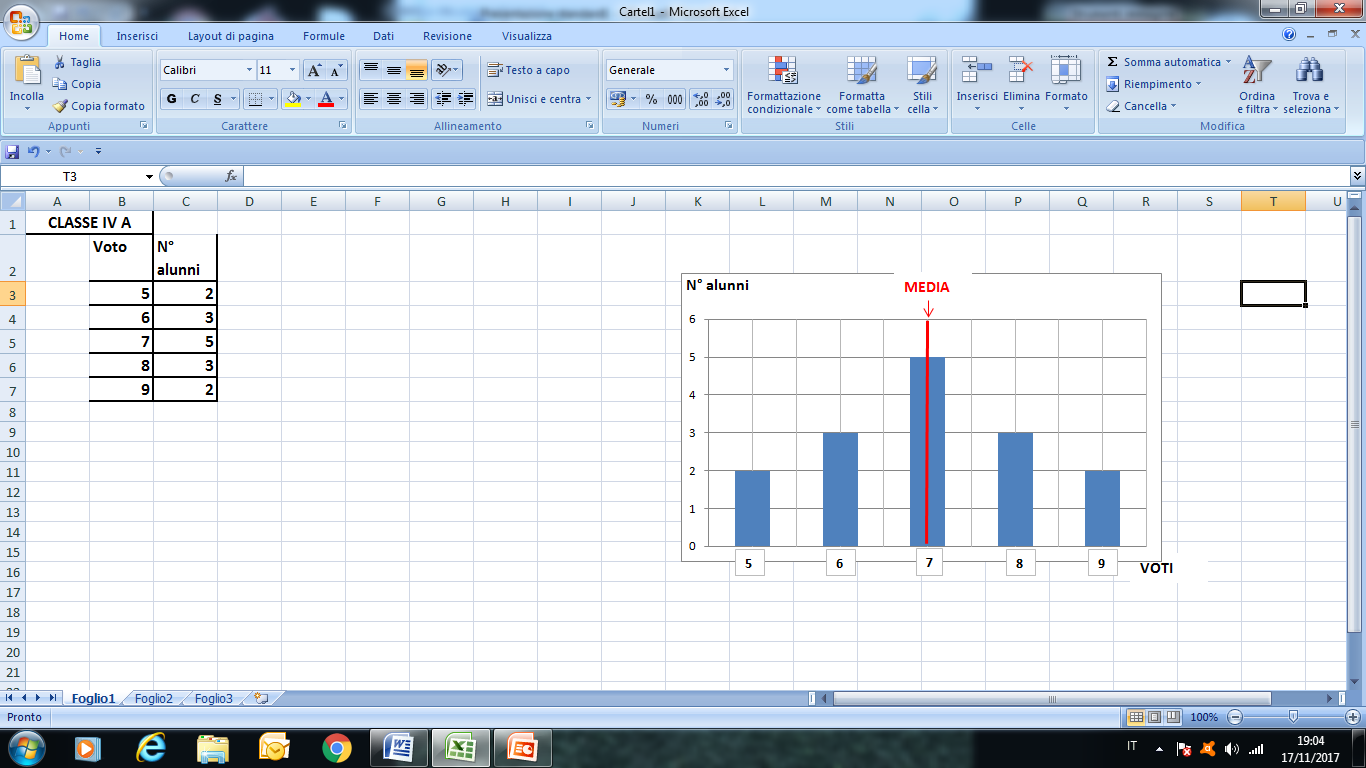 Cartel1 - Microsoft Excel
Home Inserisci Layout di pagina Formule Dati Revisione Visualizza
Incolla
Taglia
Copia
Copia formato
Appunti
Calibri 11
G C S
Carattere
Testo a capo
Unisci e centra
Allineamento
Generale
% 000
Numeri
Formattazione condizionale
Formatta come tabella
Stili cella
Stili
Inserisci Elimina Formato
Celle
Σ Somma automatica
Riempimento
Cancella
Ordina e filtra
Trova e seleziona
Modifica
T3
fx
A B C D E F G H I J K L M N O P Q R S T U
1 CLASSE IV A
2 Voto N° alunni
3 5 2
4 6 3
5 7 5
6 8 3
7 9 2
8
9
10
11
12
13
14
15
16
17
18
19
20
21
N° alunni
MEDIA
6
5
4
3
2
1
0
5 6 7 8 9
VOTI
Foglio1 Foglio2 Foglio3
Pronto
100%
IT
19:04
17/11/2017